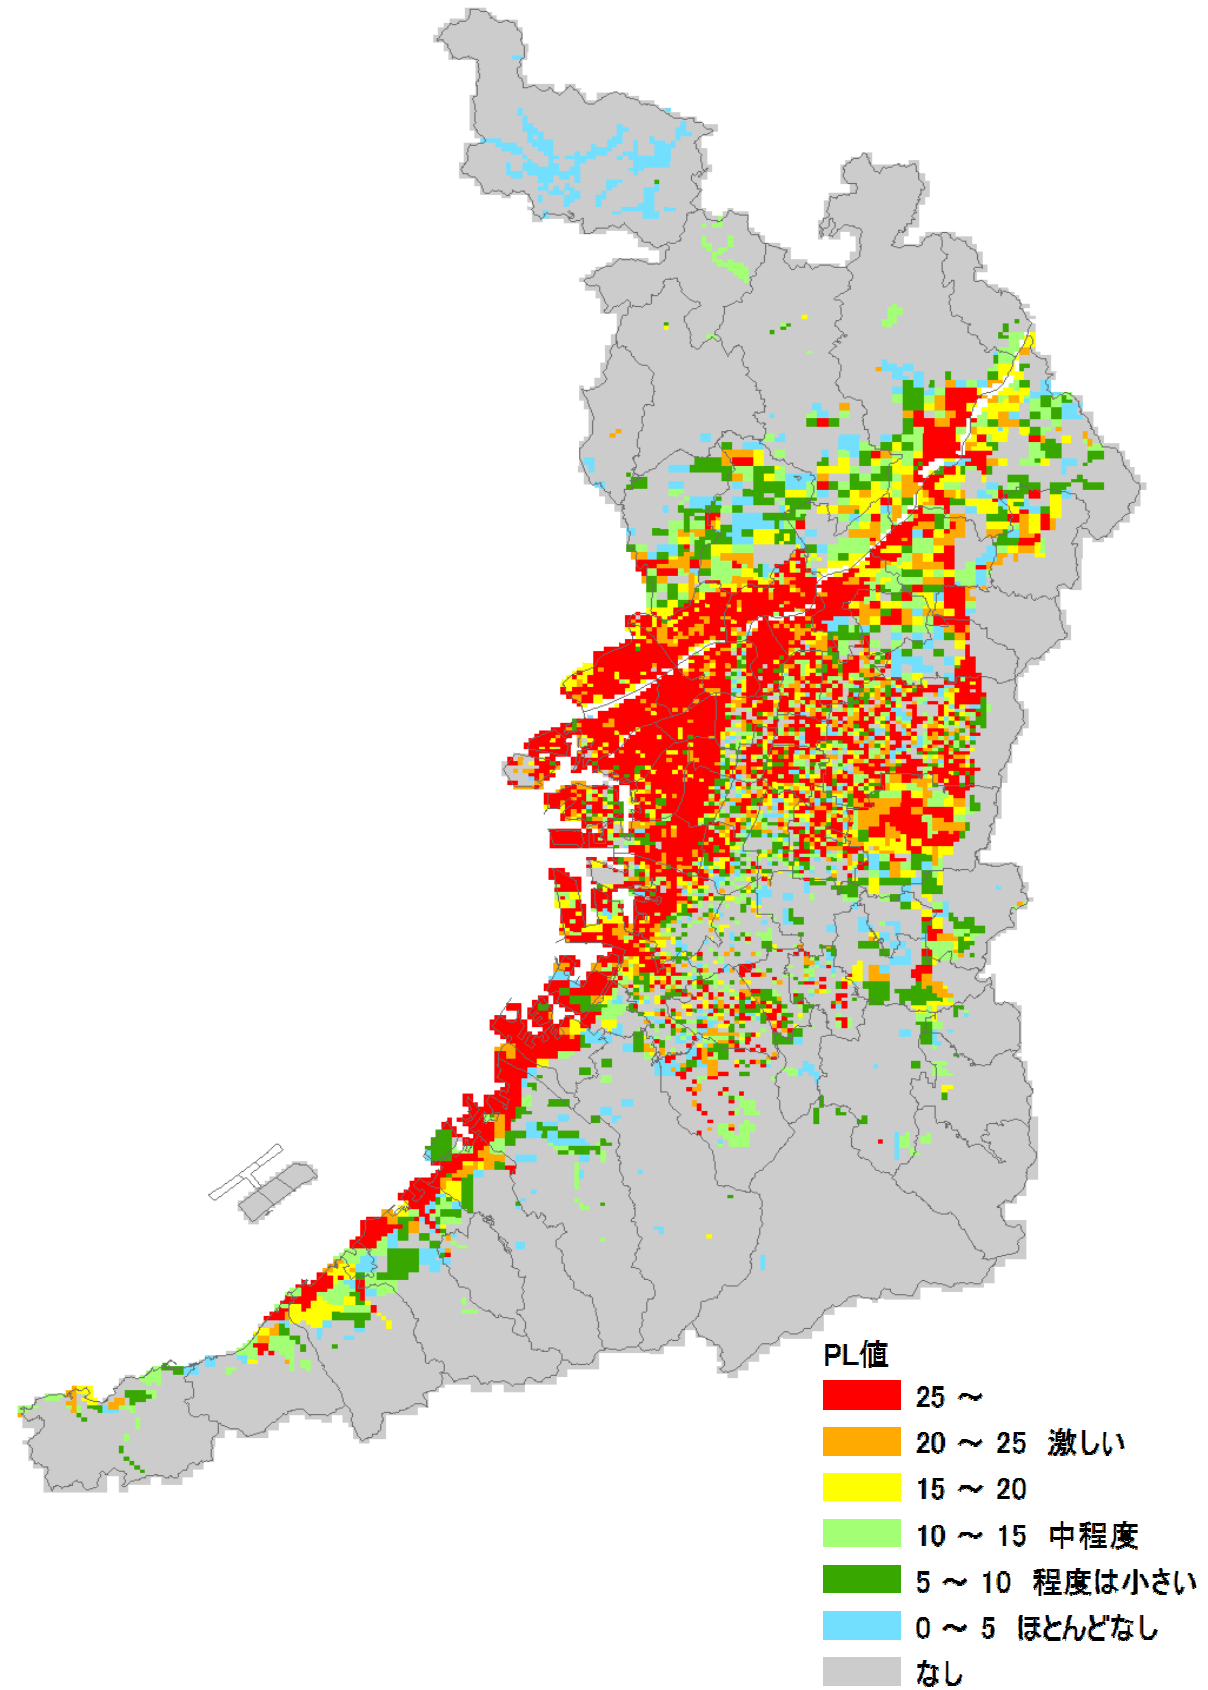 PL値
25 ～
20 ～ 25 激しい
15 ～ 20
10 ～ 15 中程度
5 ～ 10 程度は小さい
0 ～ 5 ほとんどなし
なし